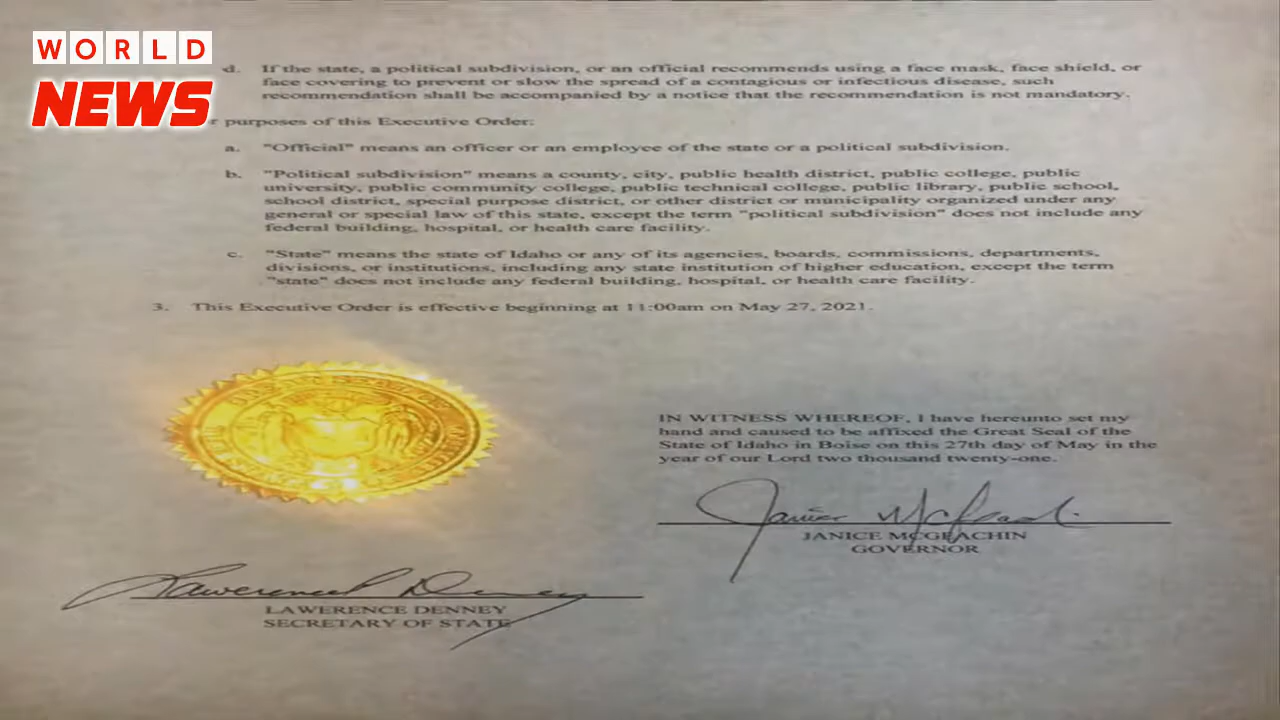 WORLD
NEWS
d. If the state, a political subdivision, or an official recommends using a face mask, face shield, or
face covering to prevent or slow the spread of a contagious or infectious disease, such
recommendation shall be accompanied by a notice that the recommendation is not mandatory.
r purposes of this Executive Order:
a. "Official" means an officer or an employee of the state or a political subdivision.
b. "Political subdivision" means a county, city, public health district, public college, public
university, public community college, public technical college, public library, public school,
school district, special purpose district, or other district or municipality organized under any
general or special law of this state, except the term "political subdivision" does not include any
federal building, hospital, or health care facility.
c. "State" means the state of Idaho or any of its agencies, boards, commissions, departments,
divisions, or institutions, including any state institution of higher education, except the term
"state" does not include any federal building, hospital, or health care facility.
3. This Executive Order is effective beginning at 11:00am on May 27, 2021.
IN WITNESS WHEREOF, I have hereunto set my
hand and caused to be affixed the Great Seal of the
State of Idaho in Boise on this 27th day of May in the
year of our Lord two thousand twenty-one.
Janice McGeachin
JANICE MCGEACHIN
GOVERNOR
Lawerence Denney
LAWERENCE DENNEY
SECRETARY OF STATE